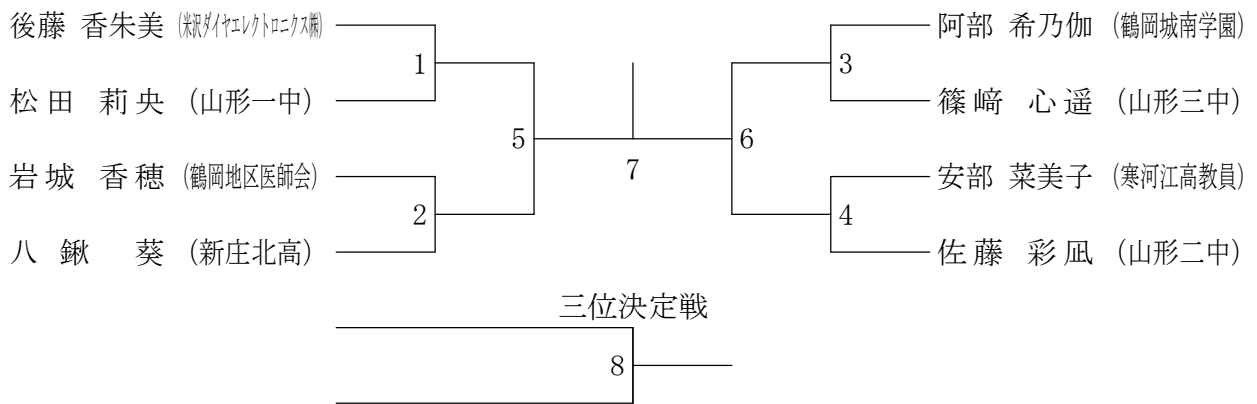 後藤 香朱美 (米沢ダイヤエレクトロニクス㈱)
1
松田 莉央 (山形一中)
5
岩城 香穂 (鶴岡地区医師会)
2
八鍬 葵 (新庄北高)
7
阿部 希乃伽 (鶴岡城南学園)
3
篠﨑 心遥 (山形三中)
6
安部 菜美子 (寒河江高教員)
4
佐藤 彩凪 (山形二中)
三位決定戦
8